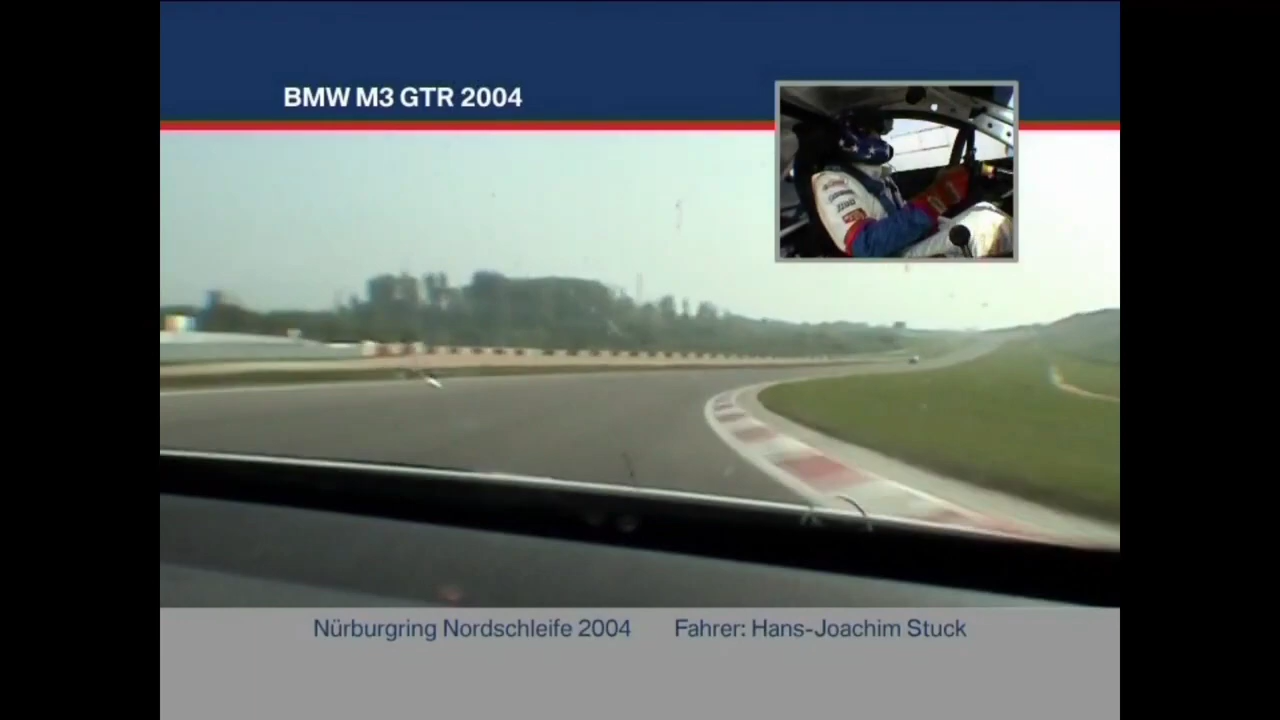 BMW M3 GTR 2004
Nürburgring Nordschleife 2004 Fahrer: Hans-Joachim Stuck